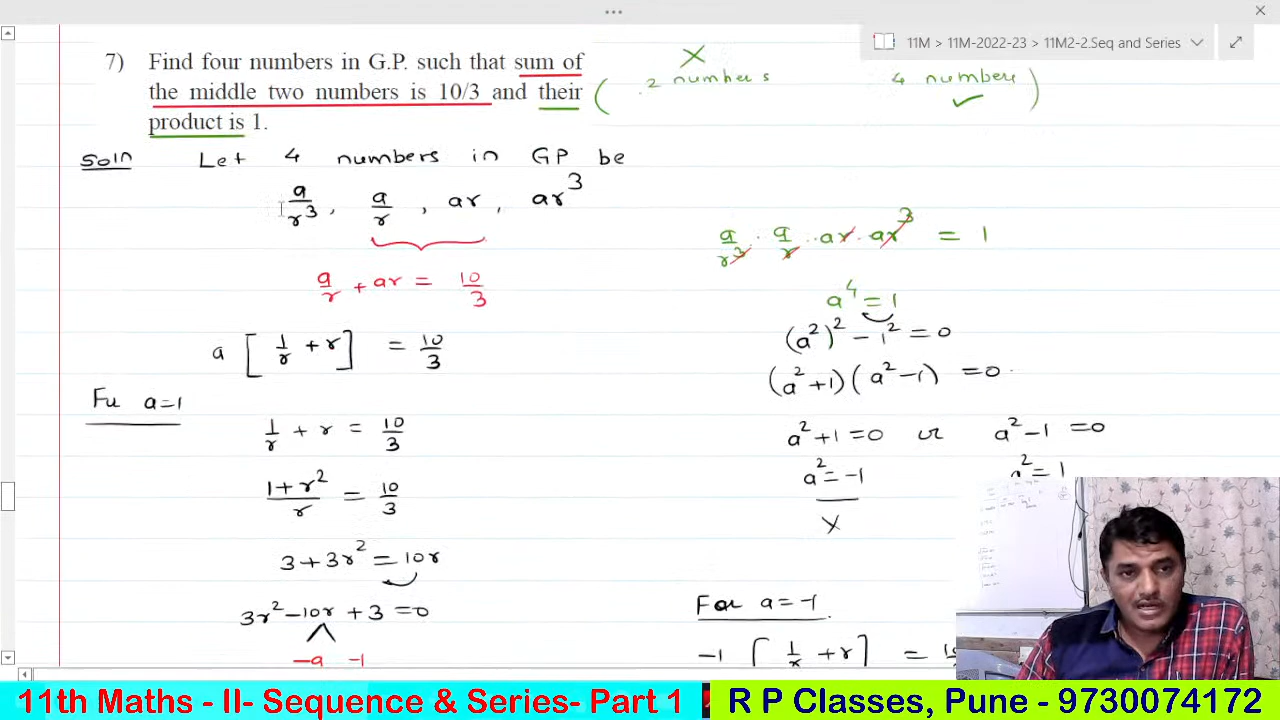 11M > 11M-2022-23 > 11M2-2.Seq and Series
7) Find four numbers in G.P. such that sum of
the middle two numbers is 10/3 and their
product is 1.
( 2 numbers X 4 numbers ✓ )
Soln Let 4 numbers in GP be
a/r³, a/r, ar, ar³
a/r + ar = 10/3
a [ 1/r + r ] = 10/3
For a=1
1/r + r = 10/3
(1+r²)/r = 10/3
3+3r² = 10r
3r² -10r +3 =0
-9 -1
a/r³ · a/r · ar · ar³ = 1
a⁴ = 1
(a²)² - 1² = 0
(a²+1)(a²-1) = 0
a²+1 =0 or a²-1 =0
a² = -1 a² = 1
X
For a = -1
-1 [ 1/r + r ] =
11th Maths - II- Sequence & Series- Part 1
R P Classes, Pune - 9730074172